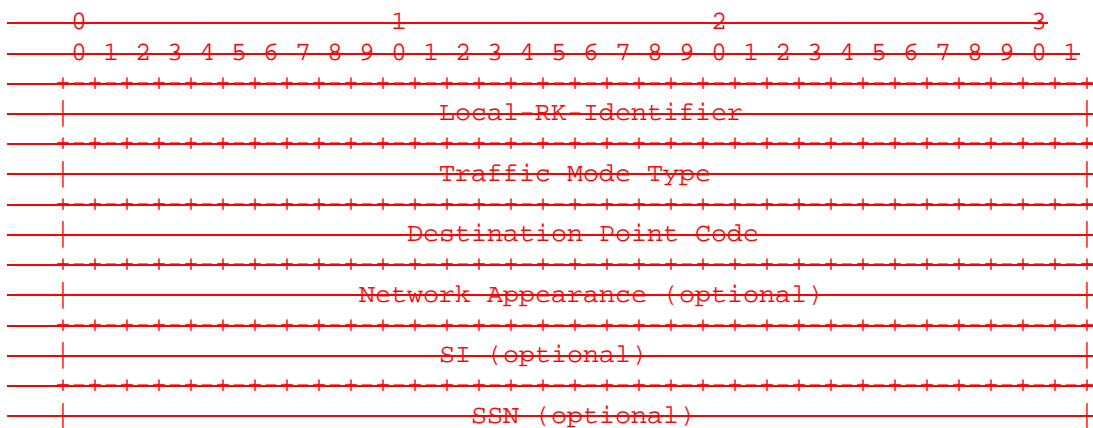 0                   1                   2                   3
0 1 2 3 4 5 6 7 8 9 0 1 2 3 4 5 6 7 8 9 0 1 2 3 4 5 6 7 8 9 0 1
+-+-+-+-+-+-+-+-+-+-+-+-+-+-+-+-+-+-+-+-+-+-+-+-+-+-+-+-+-+-+-+-+
| Local-RK-Identifier |
+-+-+-+-+-+-+-+-+-+-+-+-+-+-+-+-+-+-+-+-+-+-+-+-+-+-+-+-+-+-+-+-+
| Traffic Mode Type |
+-+-+-+-+-+-+-+-+-+-+-+-+-+-+-+-+-+-+-+-+-+-+-+-+-+-+-+-+-+-+-+-+
| Destination Point Code |
+-+-+-+-+-+-+-+-+-+-+-+-+-+-+-+-+-+-+-+-+-+-+-+-+-+-+-+-+-+-+-+-+
| Network Appearance (optional) |
+-+-+-+-+-+-+-+-+-+-+-+-+-+-+-+-+-+-+-+-+-+-+-+-+-+-+-+-+-+-+-+-+
| SI (optional) |
+-+-+-+-+-+-+-+-+-+-+-+-+-+-+-+-+-+-+-+-+-+-+-+-+-+-+-+-+-+-+-+-+
| SSN (optional) |